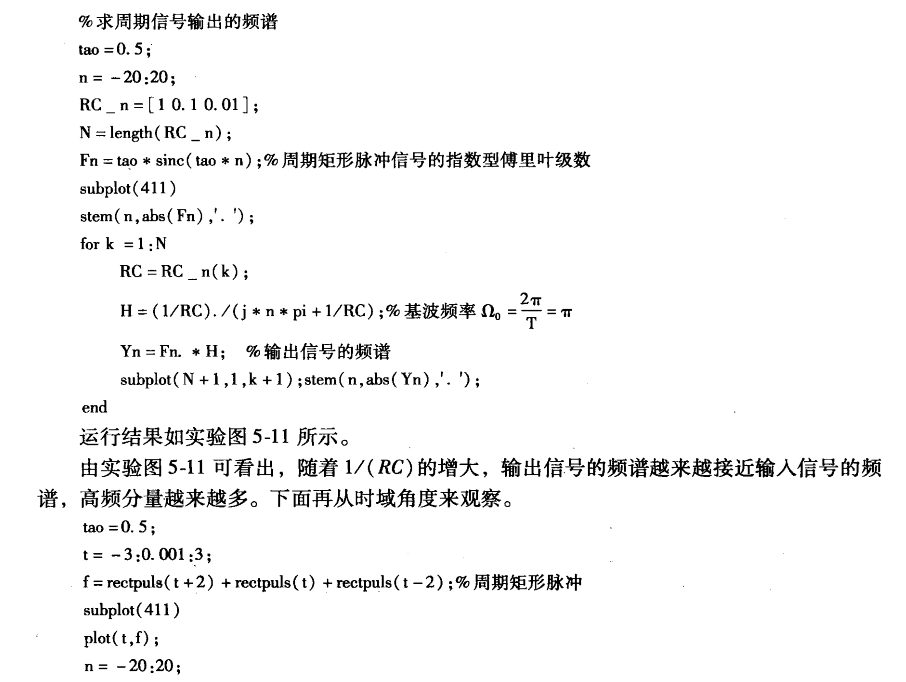 %求周期信号输出的频谱
tao=0.5;
n= -20:20;
RC_n=[1 0.1 0.01];
N=length(RC_n);
Fn=tao*sinc(tao*n);%周期矩形脉冲信号的指数型傅里叶级数
subplot(411)
stem(n,abs(Fn),'.');
for k =1:N
RC=RC_n(k);
H=(1/RC)./(j*n*pi+1/RC);%基波频率 Ω₀=2π/T=π
Yn=Fn.*H; %输出信号的频谱
subplot(N+1,1,k+1);stem(n,abs(Yn),'.');
end
运行结果如实验图5-11所示。
由实验图5-11可看出，随着1/(RC)的增大，输出信号的频谱越来越接近输入信号的频
谱，高频分量越来越多。下面再从时域角度来观察。
tao=0.5;
t= -3:0.001:3;
f=rectpuls(t+2)+rectpuls(t)+rectpuls(t-2);%周期矩形脉冲
subplot(411)
plot(t,f);
n= -20:20;